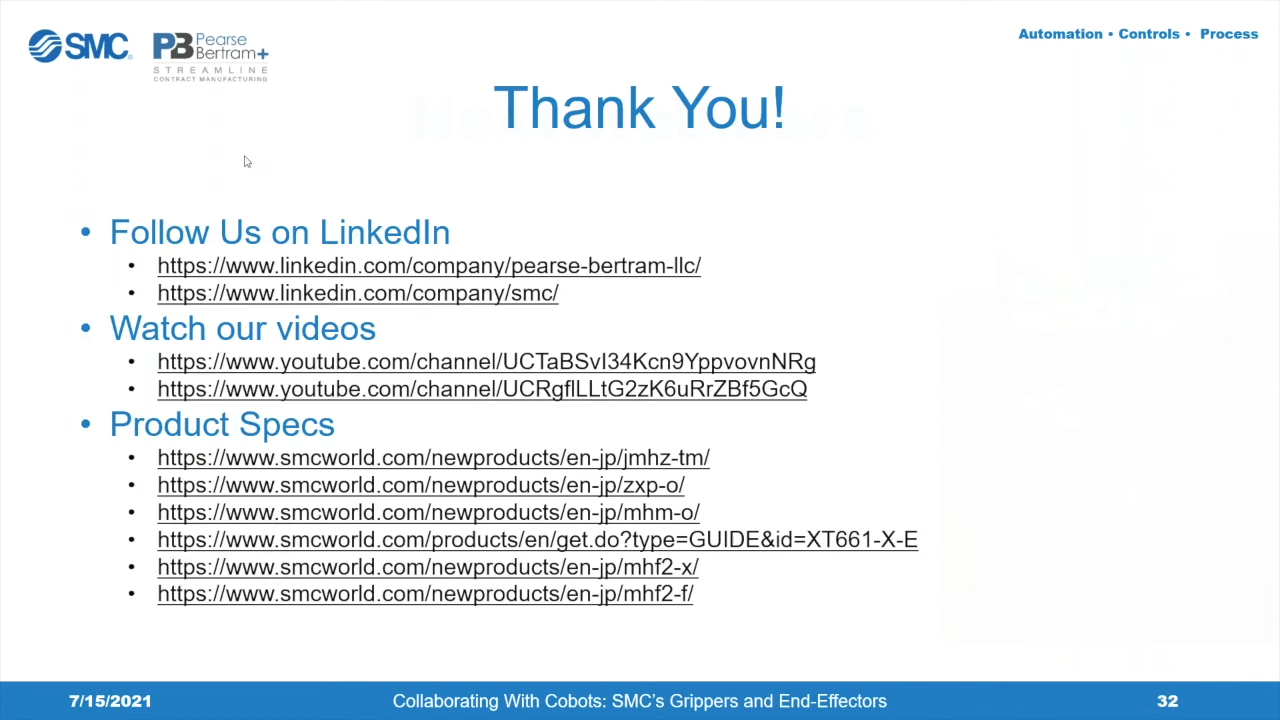 SMC
PB Pearse Bertram+
STREAMLINE
CONTRACT MANUFACTURING
Automation • Controls • Process
Thank You!
• Follow Us on LinkedIn
• https://www.linkedin.com/company/pearse-bertram-llc/
• https://www.linkedin.com/company/smc/
• Watch our videos
• https://www.youtube.com/channel/UCTaBSvI34Kcn9YppvovnNRg
• https://www.youtube.com/channel/UCRgflLLtG2zK6uRrZBf5GcQ
• Product Specs
• https://www.smcworld.com/newproducts/en-jp/jmhz-tm/
• https://www.smcworld.com/newproducts/en-jp/zxp-o/
• https://www.smcworld.com/newproducts/en-jp/mhm-o/
• https://www.smcworld.com/products/en/get.do?type=GUIDE&id=XT661-X-E
• https://www.smcworld.com/newproducts/en-jp/mhf2-x/
• https://www.smcworld.com/newproducts/en-jp/mhf2-f/
7/15/2021
Collaborating With Cobots: SMC's Grippers and End-Effectors
32